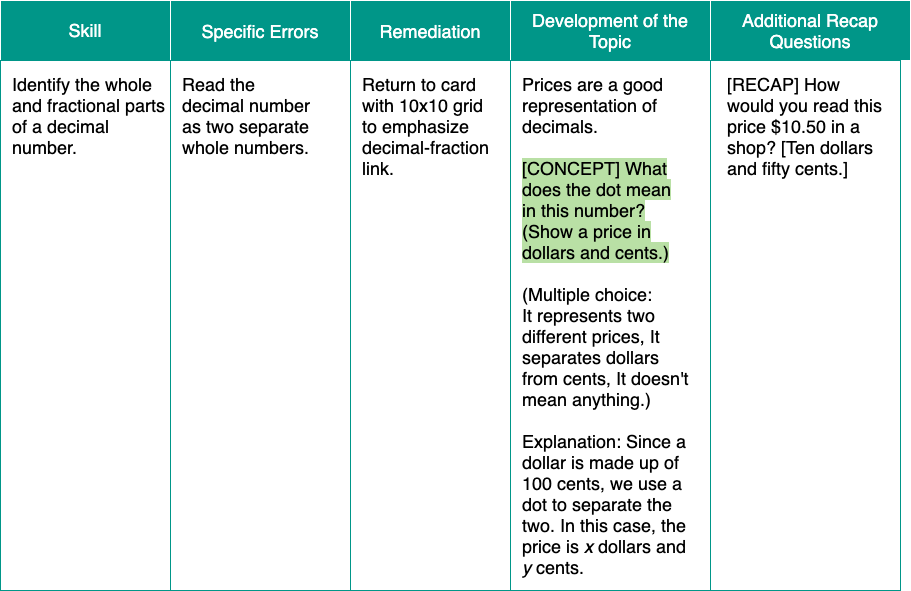 Skill
Specific Errors
Remediation
Development of the
Topic
Additional Recap
Questions
Identify the whole
and fractional parts
of a decimal
number.
Read the
decimal number
as two separate
whole numbers.
Return to card
with 10x10 grid
to emphasize
decimal-fraction
link.
Prices are a good
representation of
decimals.
[CONCEPT] What
does the dot mean
in this number?
(Show a price in
dollars and cents.)
(Multiple choice:
It represents two
different prices, It
separates dollars
from cents, It doesn't
mean anything.)
Explanation: Since a
dollar is made up of
100 cents, we use a
dot to separate the
two. In this case, the
price is x dollars and
y cents.
[RECAP] How
would you read this
price $10.50 in a
shop? [Ten dollars
and fifty cents.]